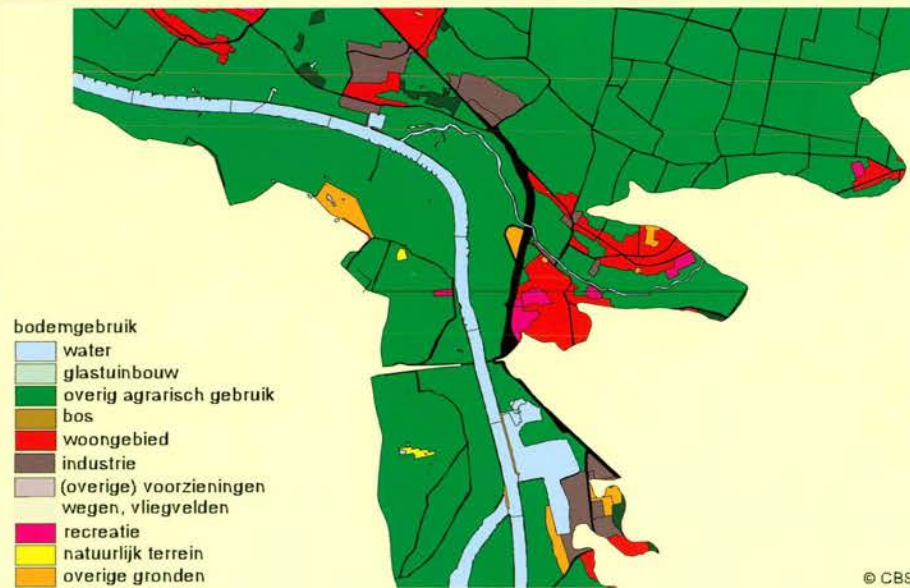 bodemgebruik
water
glastuinbouw
overig agrarisch gebruik
bos
woongebied
industrie
(overige) voorzieningen
wegen, vliegvelden
recreatie
natuurlijk terrein
overige gronden
© CBS